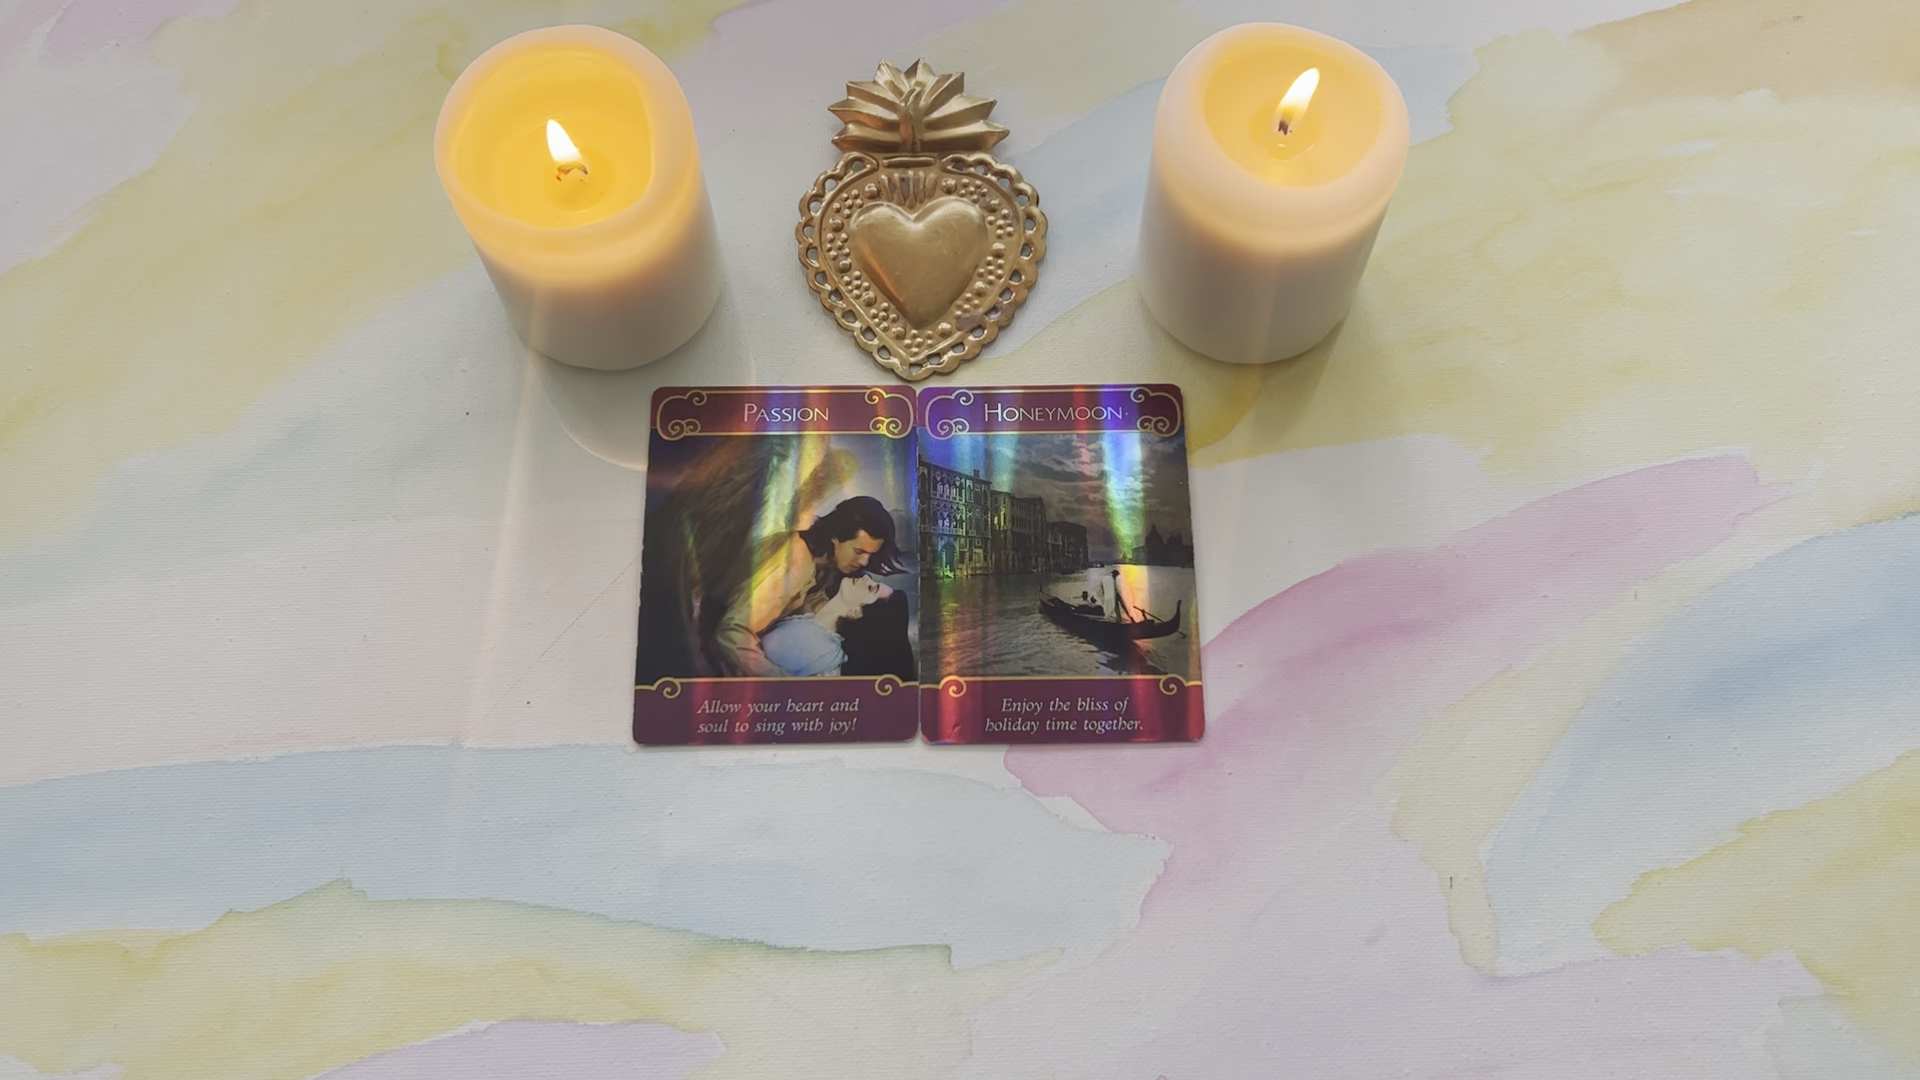 PASSION
Allow your heart and
soul to sing with joy!
HONEYMOON
Enjoy the bliss of
holiday time together.